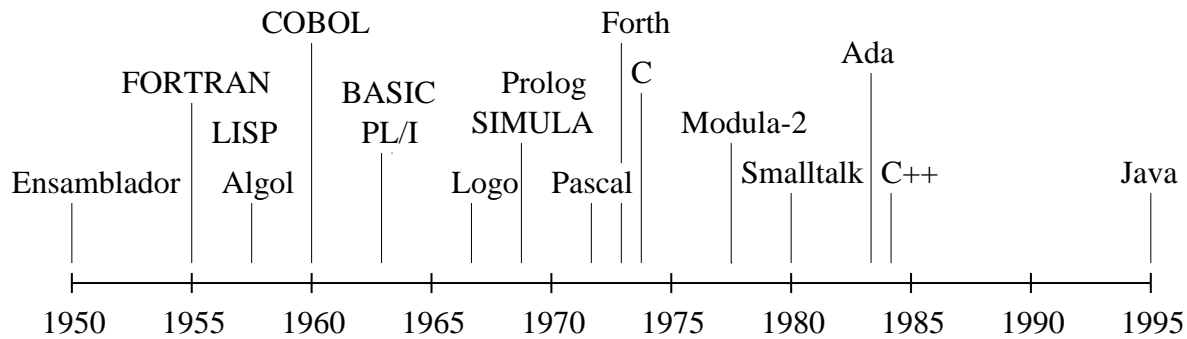 COBOL
Forth
Ada
FORTRAN
Prolog
C
BASIC
LISP
PL/I
SIMULA
Modula-2
Ensamblador
Algol
Logo
Pascal
Smalltalk
C++
Java
1950 1955 1960 1965 1970 1975 1980 1985 1990 1995